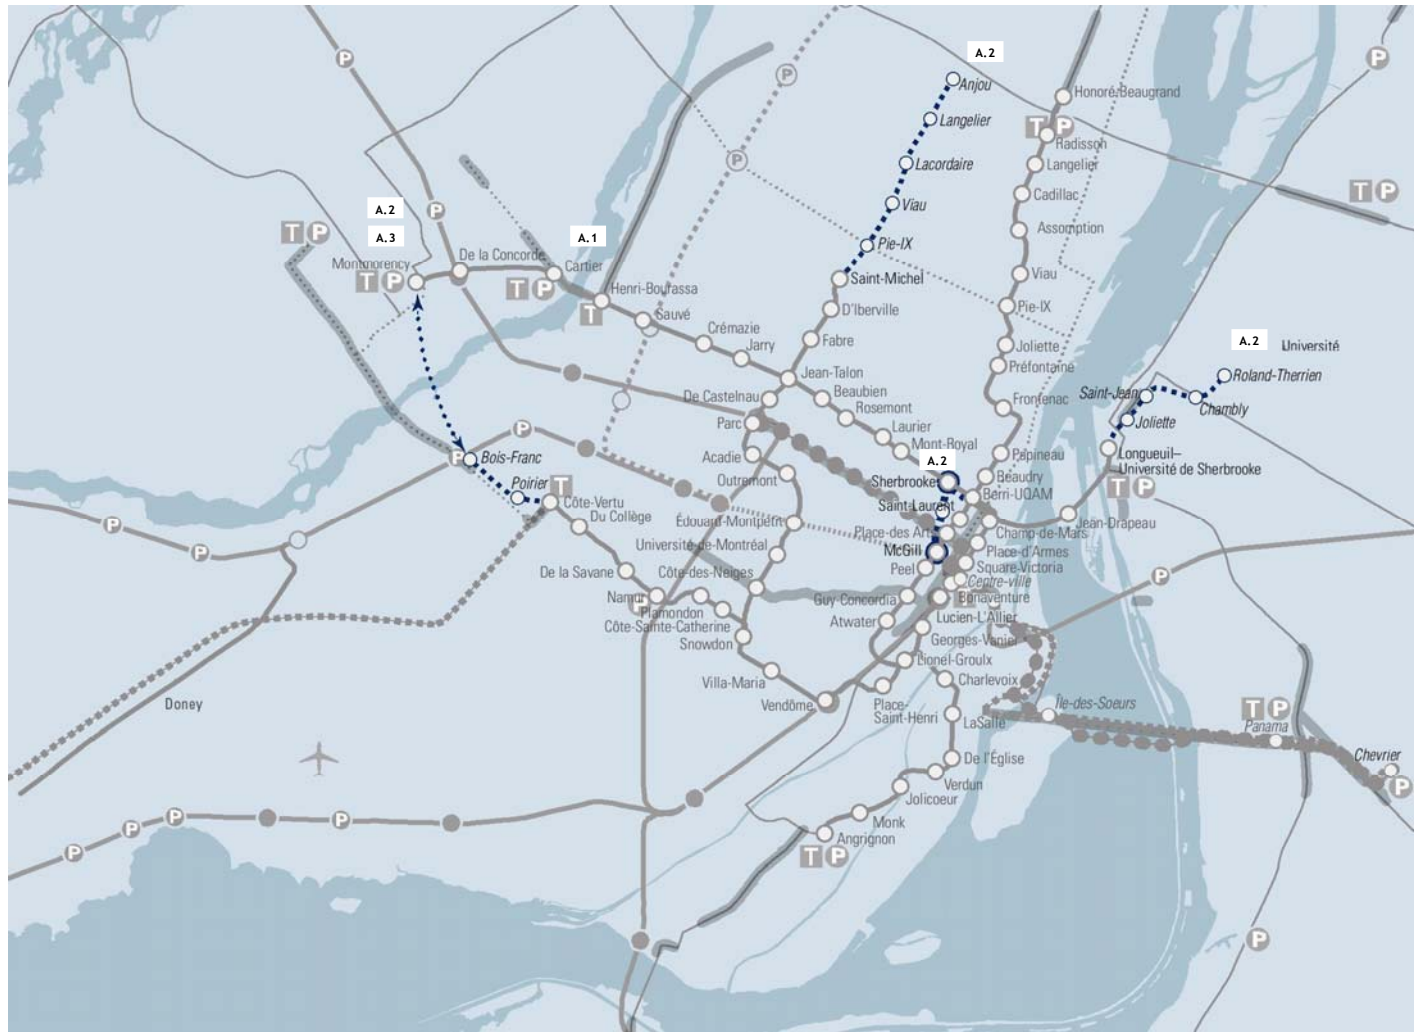 A.2
Anjou
P
P
P
Honoré-Beaugrand
Langelier
T P
Radisson
P
Lacordaire
Langelier
Cadillac
T P
A.2
P
Viau
Assomption
T P
A.3
A.1
Pie-IX
De la Concorde
Montmorency
Cartier
Viau
T P
T P
Saint-Michel
Henri-Bourassa
T
D'Iberville
Pie-IX
Sauvé
Crémazie
Fabre
Jarry
Joliette
A.2
Université
Préfontaine
Roland-Therrien
Jean-Talon
De Castelnau
Beaubien
Saint-Jean
Rosemont
Frontenac
Chambly
Parc
Joliette
P
Laurier
Mont-Royal
Acadie
Papineau
Longueuil–
Université de Sherbrooke
P
Bois-Franc
A.2
Outremont
Sherbrooke
Beaudry
Poirier
T
T P
Berri-UQAM
Côte-Vertu
Saint-Laurent
Du Collège
Édouard-Montpetit
Jean-Drapeau
P
Place-des Arts
Champ-de-Mars
Université-de-Montréal
McGill
Place-d'Armes
P
Peel
Square-Victoria
De la Savane
Côte-des-Neiges
Centre-ville
P
Namur
P
Guy-Concordia
Bonaventure
Plamondon
Lucien-L'Allier
Côte-Sainte-Catherine
Atwater
Georges-Vanier
Snowdon
Lionel-Groulx
Villa-Maria
Charlevoix
Doney
Vendôme
Place-
Saint-Henri
LaSalle
Île-des-Soeurs
T P
Panama
De l'Église
Chevrier
Verdun
P
Jolicoeur
P
P
P
Monk
Angrignon
P
T P
P